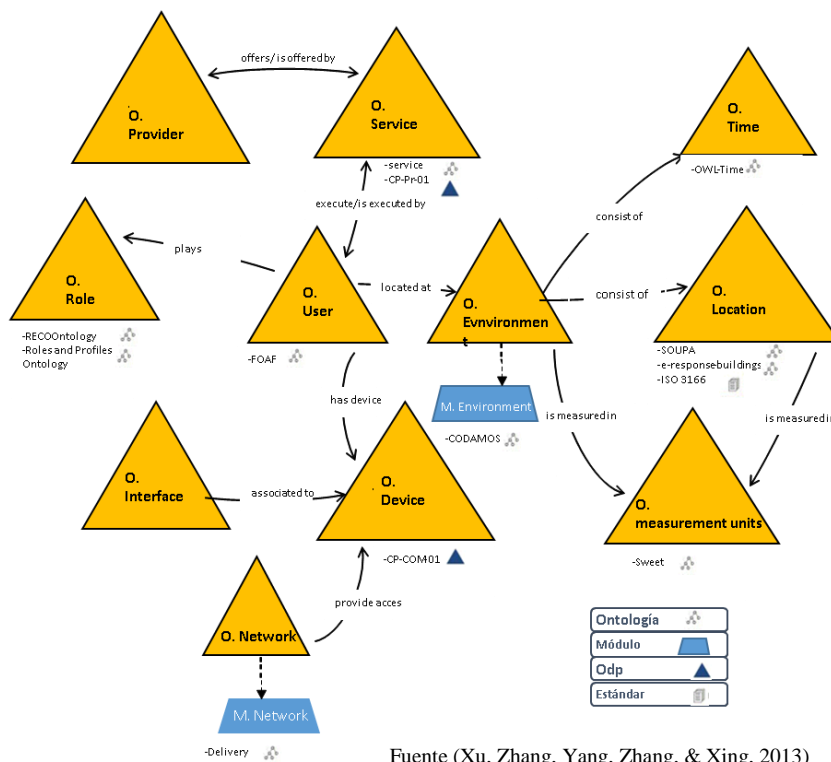 offers/is offered by
O.
Provider
O.
Service
-service
-CP-Pr-01
O.
Time
-OWL-Time
execute/is executed by
plays
O.
Role
-RECOOntology
-Roles and Profiles
Ontology
O.
User
-FOAF
located at
O.
Evnvironmen
t
consist of
consist of
O.
Location
-SOUPA
-e-responsebuildings
-ISO 3166
M. Environment
-CODAMOS
has device
is measured in
is measured in
O.
Interface
associated to
O.
Device
-CP-COM-01
O.
measurement units
-Sweet
O. Network
provide acces
M. Network
-Delivery
Ontología
Módulo
Odp
Estándar
Fuente (Xu, Zhang, Yang, Zhang, & Xing, 2013)